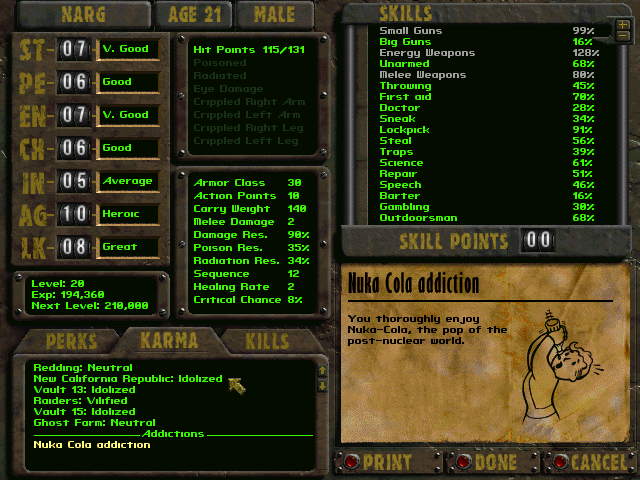 NARG
AGE 21
MALE
ST 07 V. Good
PE 06 Good
EN 07 V. Good
CH 06 Good
IN 05 Average
AG 10 Heroic
LK 08 Great
Hit Points 115/131
Poisoned
Radiated
Eye Damage
Crippled Right Arm
Crippled Left Arm
Crippled Right Leg
Crippled Left Leg
Armor Class 30
Action Points 10
Carry Weight 140
Melee Damage 2
Damage Res. 90%
Poison Res. 35%
Radiation Res. 34%
Sequence 12
Healing Rate 2
Critical Chance 8%
Level: 20
Exp: 194,360
Next Level: 210,000
PERKS
KARMA
KILLS
Redding: Neutral
New California Republic: Idolized
Vault 13: Idolized
Raiders: Vilified
Vault 15: Idolized
Ghost Farm: Neutral
Addictions
Nuka Cola addiction
SKILLS
Small Guns 99%
Big Guns 16%
Energy Weapons 128%
Unarmed 68%
Melee Weapons 80%
Throwing 45%
First aid 70%
Doctor 28%
Sneak 34%
Lockpick 91%
Steal 56%
Traps 39%
Science 61%
Repair 51%
Speech 46%
Barter 16%
Gambling 30%
Outdoorsman 68%
SKILL POINTS 00
Nuka Cola addiction
You thoroughly enjoy
Nuka-Cola, the pop of the
post-nuclear world.
PRINT
DONE
CANCEL